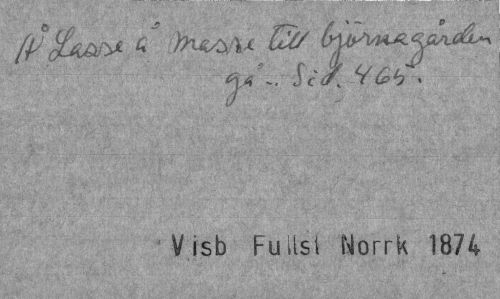 Å Lasse å masse till björnagården
gå.. Sid. 465.
Visb Fullst Norrk 1874